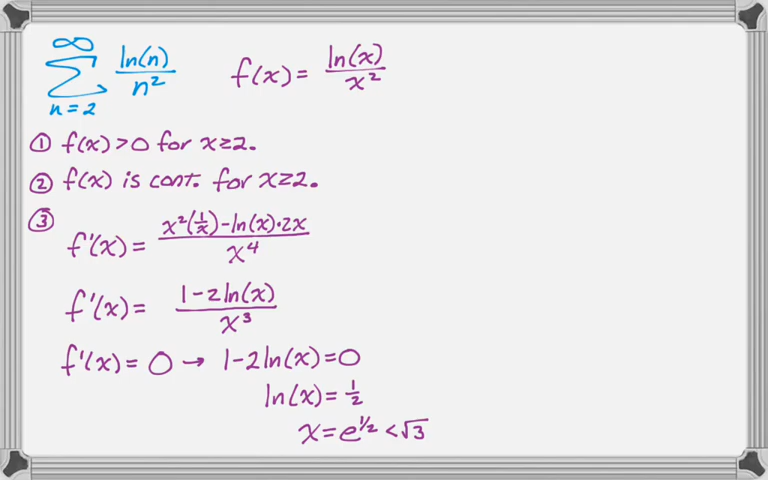 ∞
∑ ln(n)/n² f(x) = ln(x)/x²
n = 2
① f(x) > 0 for x ≥ 2.
② f(x) is cont. for x ≥ 2.
③
f'(x) = (x²(1/x) - ln(x)·2x)/x⁴
f'(x) = (1 - 2ln(x))/x³
f'(x) = 0 → 1 - 2ln(x) = 0
ln(x) = 1/2
x = e^(1/2) < √3